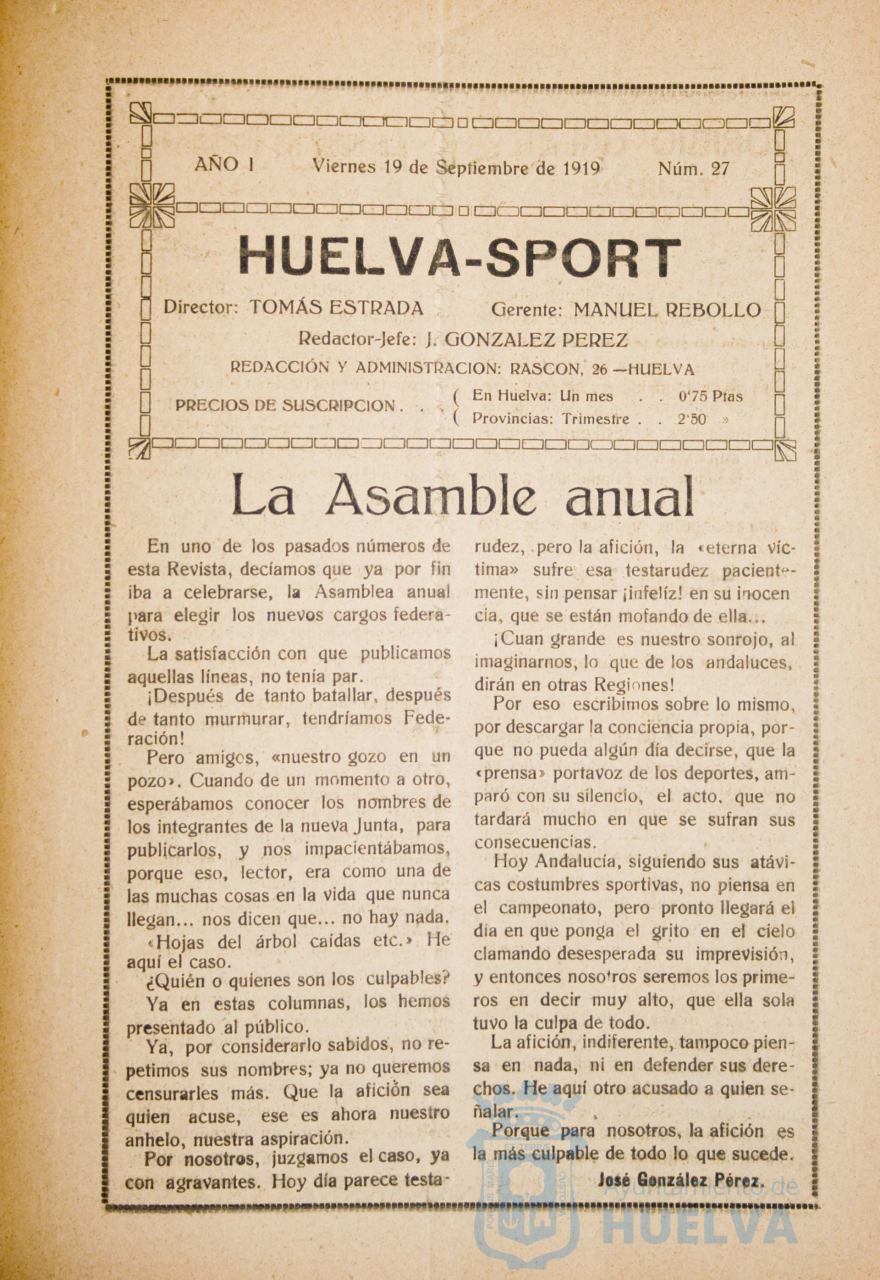 AÑO I Viernes 19 de Septiembre de 1919 Núm. 27
HUELVA-SPORT
Director: TOMÁS ESTRADA Gerente: MANUEL REBOLLO
Redactor-Jefe: J. GONZALEZ PEREZ
REDACCIÓN Y ADMINISTRACION: RASCON, 26 —HUELVA
PRECIOS DE SUSCRIPCION . . . ( En Huelva: Un mes . . 0'75 Ptas
( Provincias: Trimestre . . 2'50 »
La Asamble anual
En uno de los pasados números de
esta Revista, decíamos que ya por fin
iba a celebrarse, la Asamblea anual
para elegir los nuevos cargos federa-
tivos.
La satisfacción con que publicamos
aquellas líneas, no tenía par.
¡Después de tanto batallar, después
de tanto murmurar, tendríamos Fede-
ración!
Pero amigos, «nuestro gozo en un
pozo». Cuando de un momento a otro,
esperábamos conocer los nombres de
los integrantes de la nueva Junta, para
publicarlos, y nos impacientábamos,
porque eso, lector, era como una de
las muchas cosas en la vida que nunca
llegan... nos dicen que... no hay nada.
«Hojas del árbol caídas etc.» He
aquí el caso.
¿Quién o quienes son los culpables?
Ya en estas columnas, los hemos
presentado al público.
Ya, por considerarlo sabidos, no re-
petimos sus nombres; ya no queremos
censurarles más. Que la afición sea
quien acuse, ese es ahora nuestro
anhelo, nuestra aspiración.
Por nosotros, juzgamos el caso, ya
con agravantes. Hoy día parece testa-
rudez, pero la afición, la «eterna víc-
tima» sufre esa testarudez paciente-
mente, sin pensar ¡infelíz! en su inocen
cia, que se están mofando de ella...
¡Cuan grande es nuestro sonrojo, al
imaginarnos, lo que de los andaluces,
dirán en otras Regiones!
Por eso escribimos sobre lo mismo,
por descargar la conciencia propia, por-
que no pueda algún día decirse, que la
«prensa» portavoz de los deportes, am-
paró con su silencio, el acto, que no
tardará mucho en que se sufran sus
consecuencias.
Hoy Andalucía, siguiendo sus atávi-
cas costumbres sportivas, no piensa en
el campeonato, pero pronto llegará el
día en que ponga el grito en el cielo
clamando desesperada su imprevisión,
y entonces nosotros seremos los prime-
ros en decir muy alto, que ella sola
tuvo la culpa de todo.
La afición, indiferente, tampoco pien-
sa en nada, ni en defender sus dere-
chos. He aquí otro acusado a quien se-
ñalar.
Porque para nosotros, la afición es
la más culpable de todo lo que sucede.
José González Pérez.
Ayuntamiento de
HUELVA